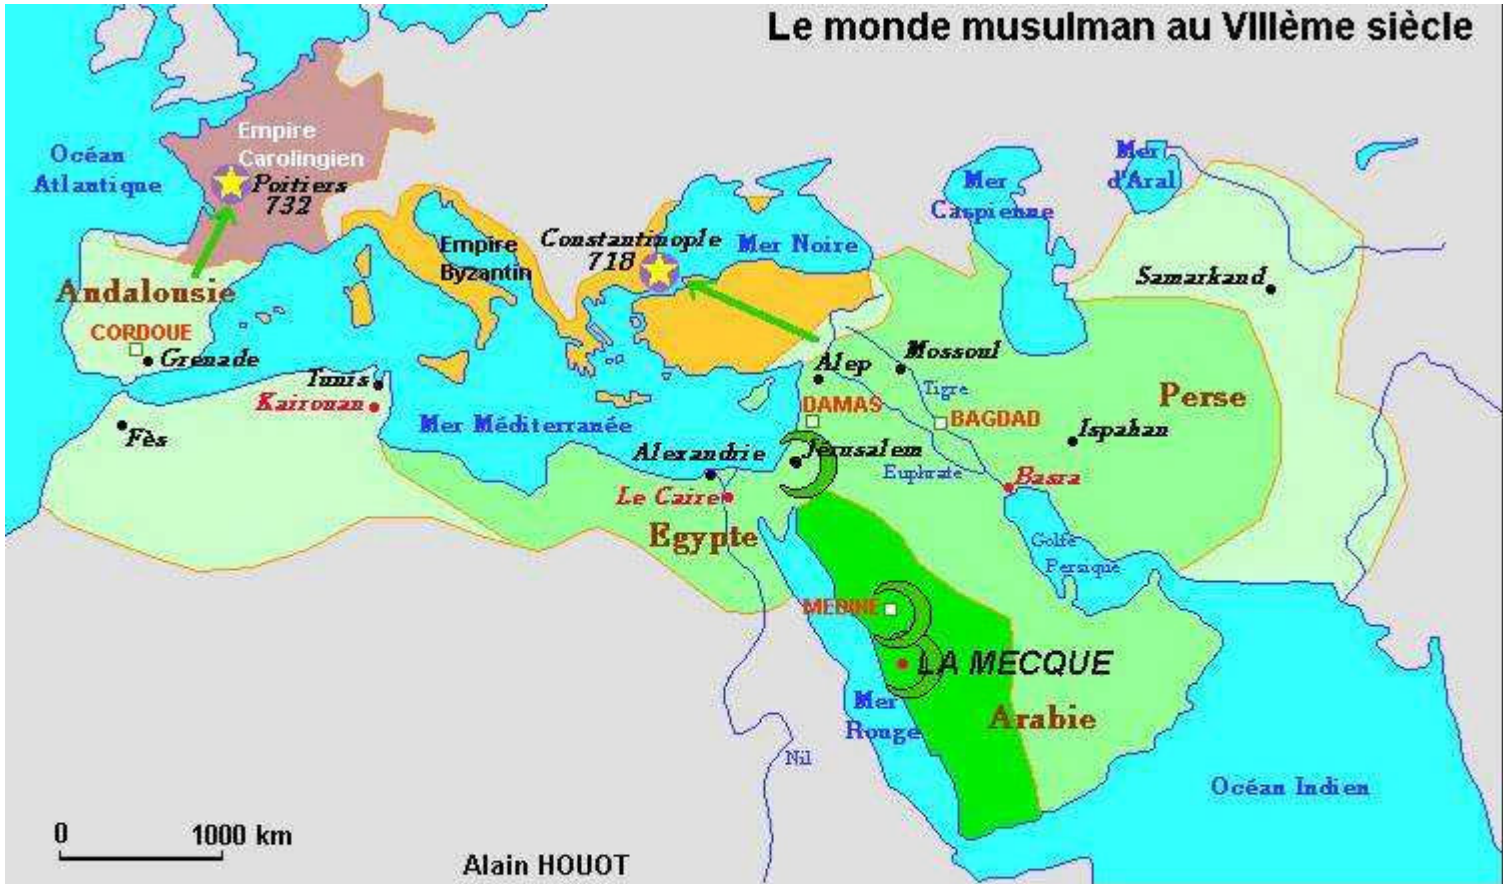 Le monde musulman au VIIIème siècle
Empire
Carolingien
Océan
Atlantique
Poitiers
732
Mer
d'Aral
Mer
Caspienne
Constantinople
718
Mer Noire
Empire
Byzantin
Samarkand
Andalousie
CORDOUE
Grenade
Tunis
Kairouan
Fès
Mer Méditerranée
Alep
Mossoul
Tigre
Perse
DAMAS
BAGDAD
Ispahan
Alexandrie
Jérusalem
Euphrate
Basra
Le Caire
Egypte
Golfe
Persique
MEDINE
LA MECQUE
Mer
Rouge
Arabie
Nil
Océan Indien
0 1000 km
Alain HOUOT